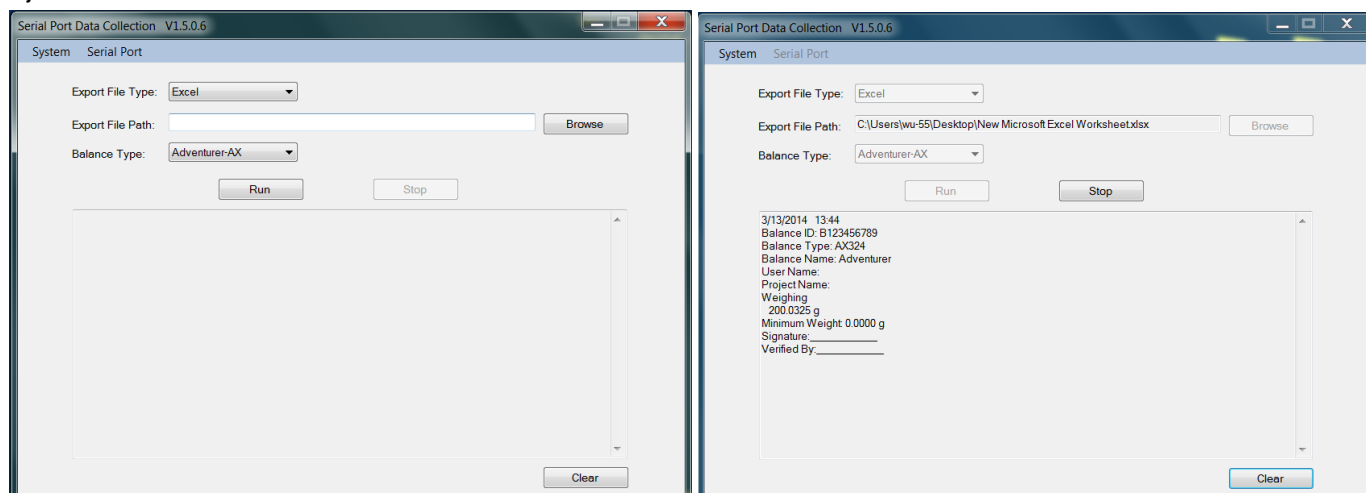 Serial Port Data Collection V1.5.0.6
System Serial Port
Export File Type: Excel
Export File Path: Browse
Balance Type: Adventurer-AX
Run Stop
Clear
Serial Port Data Collection V1.5.0.6
System Serial Port
Export File Type: Excel
Export File Path: C:\Users\wu-55\Desktop\New Microsoft Excel Worksheet.xlsx Browse
Balance Type: Adventurer-AX
Run Stop
3/13/2014 13:44
Balance ID: B123456789
Balance Type: AX324
Balance Name: Adventurer
User Name:
Project Name:
Weighing
200.0325 g
Minimum Weight: 0.0000 g
Signature:____________
Verified By:____________
Clear